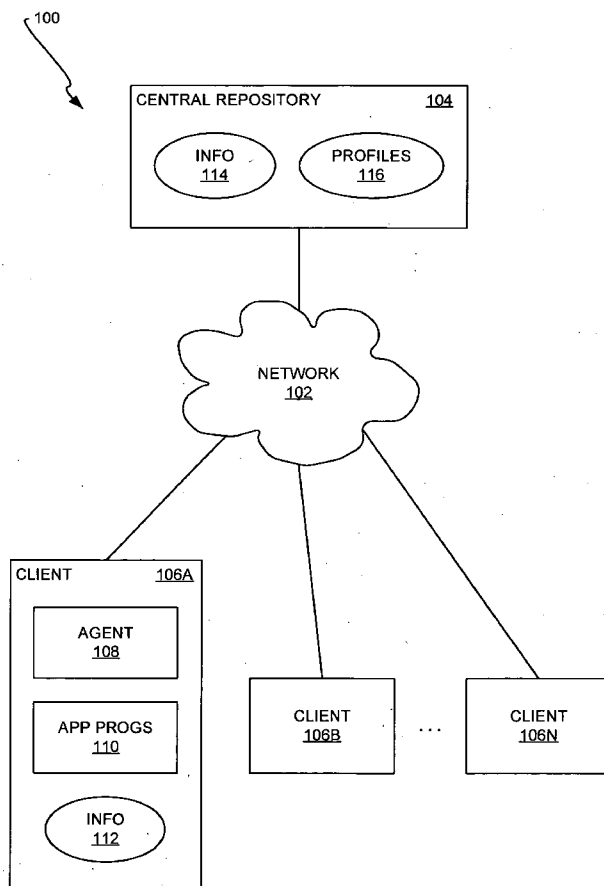 100
CENTRAL REPOSITORY 104
INFO PROFILES
114 116
NETWORK
102
CLIENT 106A
AGENT
108
APP PROGS
110
INFO
112
CLIENT ... CLIENT
106B 106N